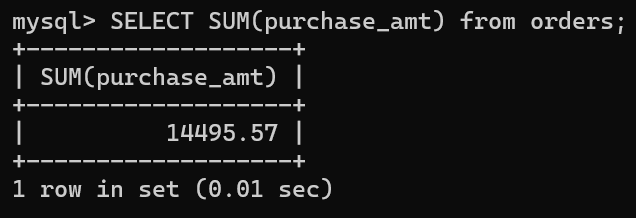 mysql> SELECT SUM(purchase_amt) from orders;
+------------------+
| SUM(purchase_amt) |
+------------------+
|          14495.57 |
+------------------+
1 row in set (0.01 sec)